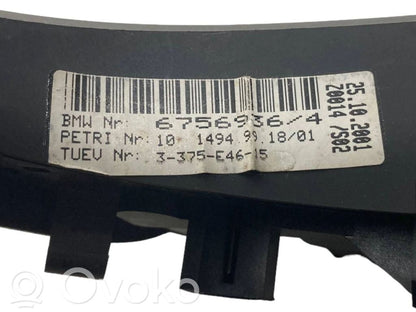 BMW Nr: 6756936/4
PETRI Nr: 10 1494.99.18/01
TUEV Nr: 3-375-E46-15
25.10.2001
Z0014 /S02
ovoko